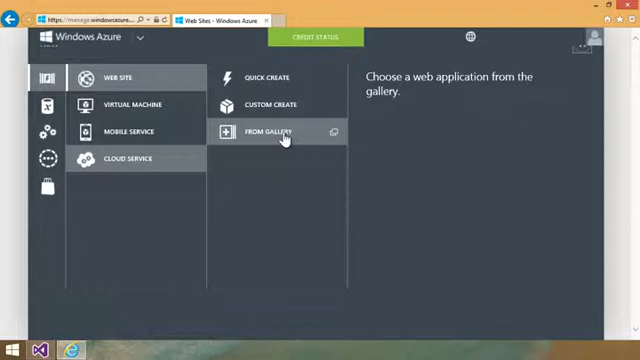 https://manage.windowsazure...
Web Sites - Windows Azure
Windows Azure
CREDIT STATUS
WEB SITE
VIRTUAL MACHINE
MOBILE SERVICE
CLOUD SERVICE
QUICK CREATE
CUSTOM CREATE
FROM GALLERY
Choose a web application from the
gallery.